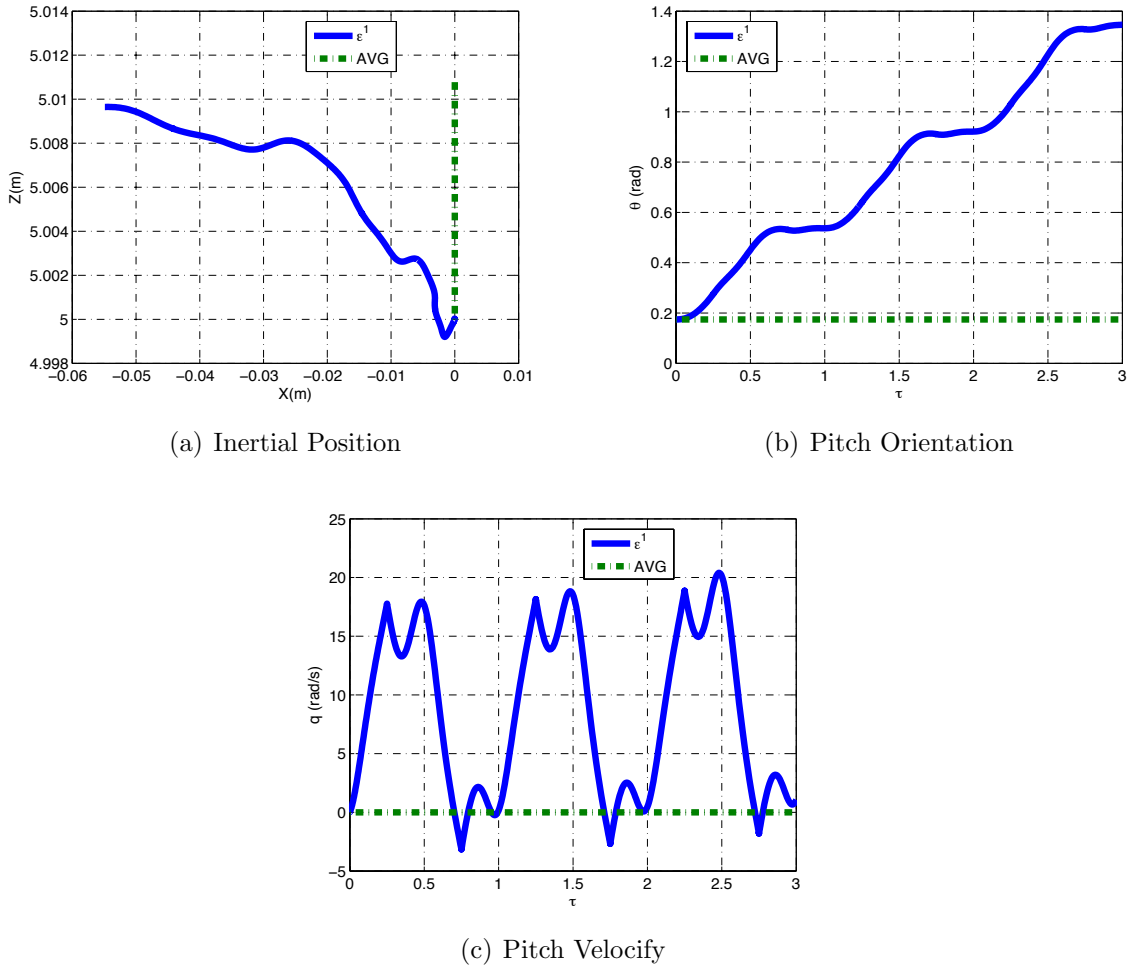 5.014
5.012
5.01
5.008
5.006
5.004
5.002
5
4.998
Z(m)
−0.06 −0.05 −0.04 −0.03 −0.02 −0.01 0 0.01
X(m)
ε¹
AVG
(a) Inertial Position
1.4
1.2
1
0.8
0.6
0.4
0.2
0
θ (rad)
0 0.5 1 1.5 2 2.5 3
τ
ε¹
AVG
(b) Pitch Orientation
25
20
15
10
5
0
−5
q (rad/s)
0 0.5 1 1.5 2 2.5 3
τ
ε¹
AVG
(c) Pitch Velocify